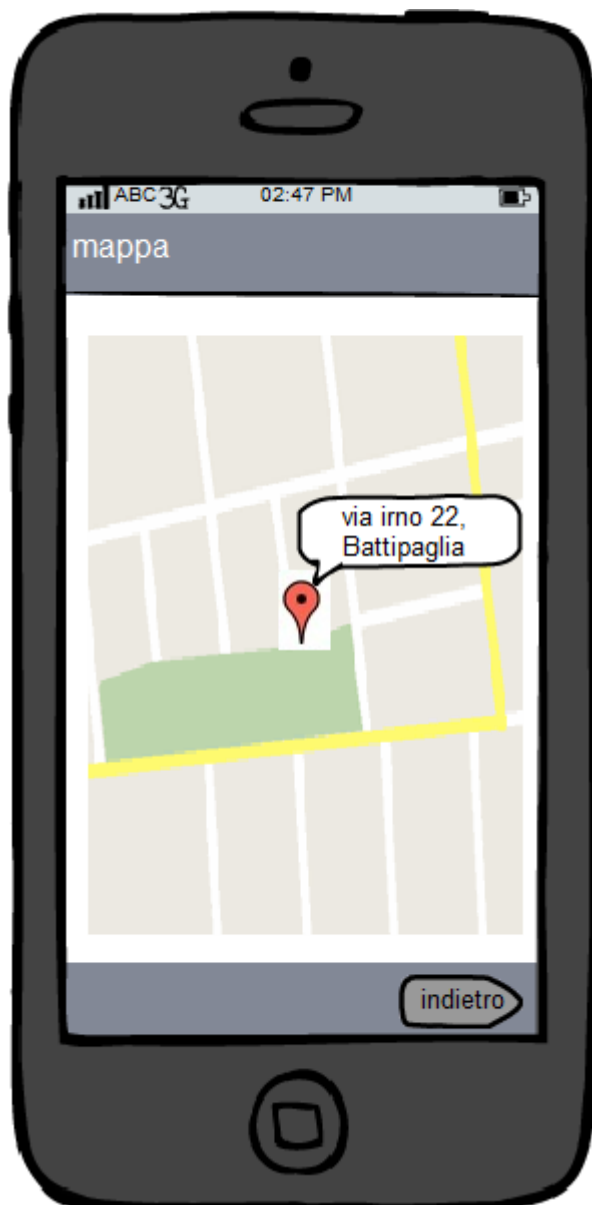 ABC 3G 02:47 PM
mappa
via irno 22,
Battipaglia
indietro